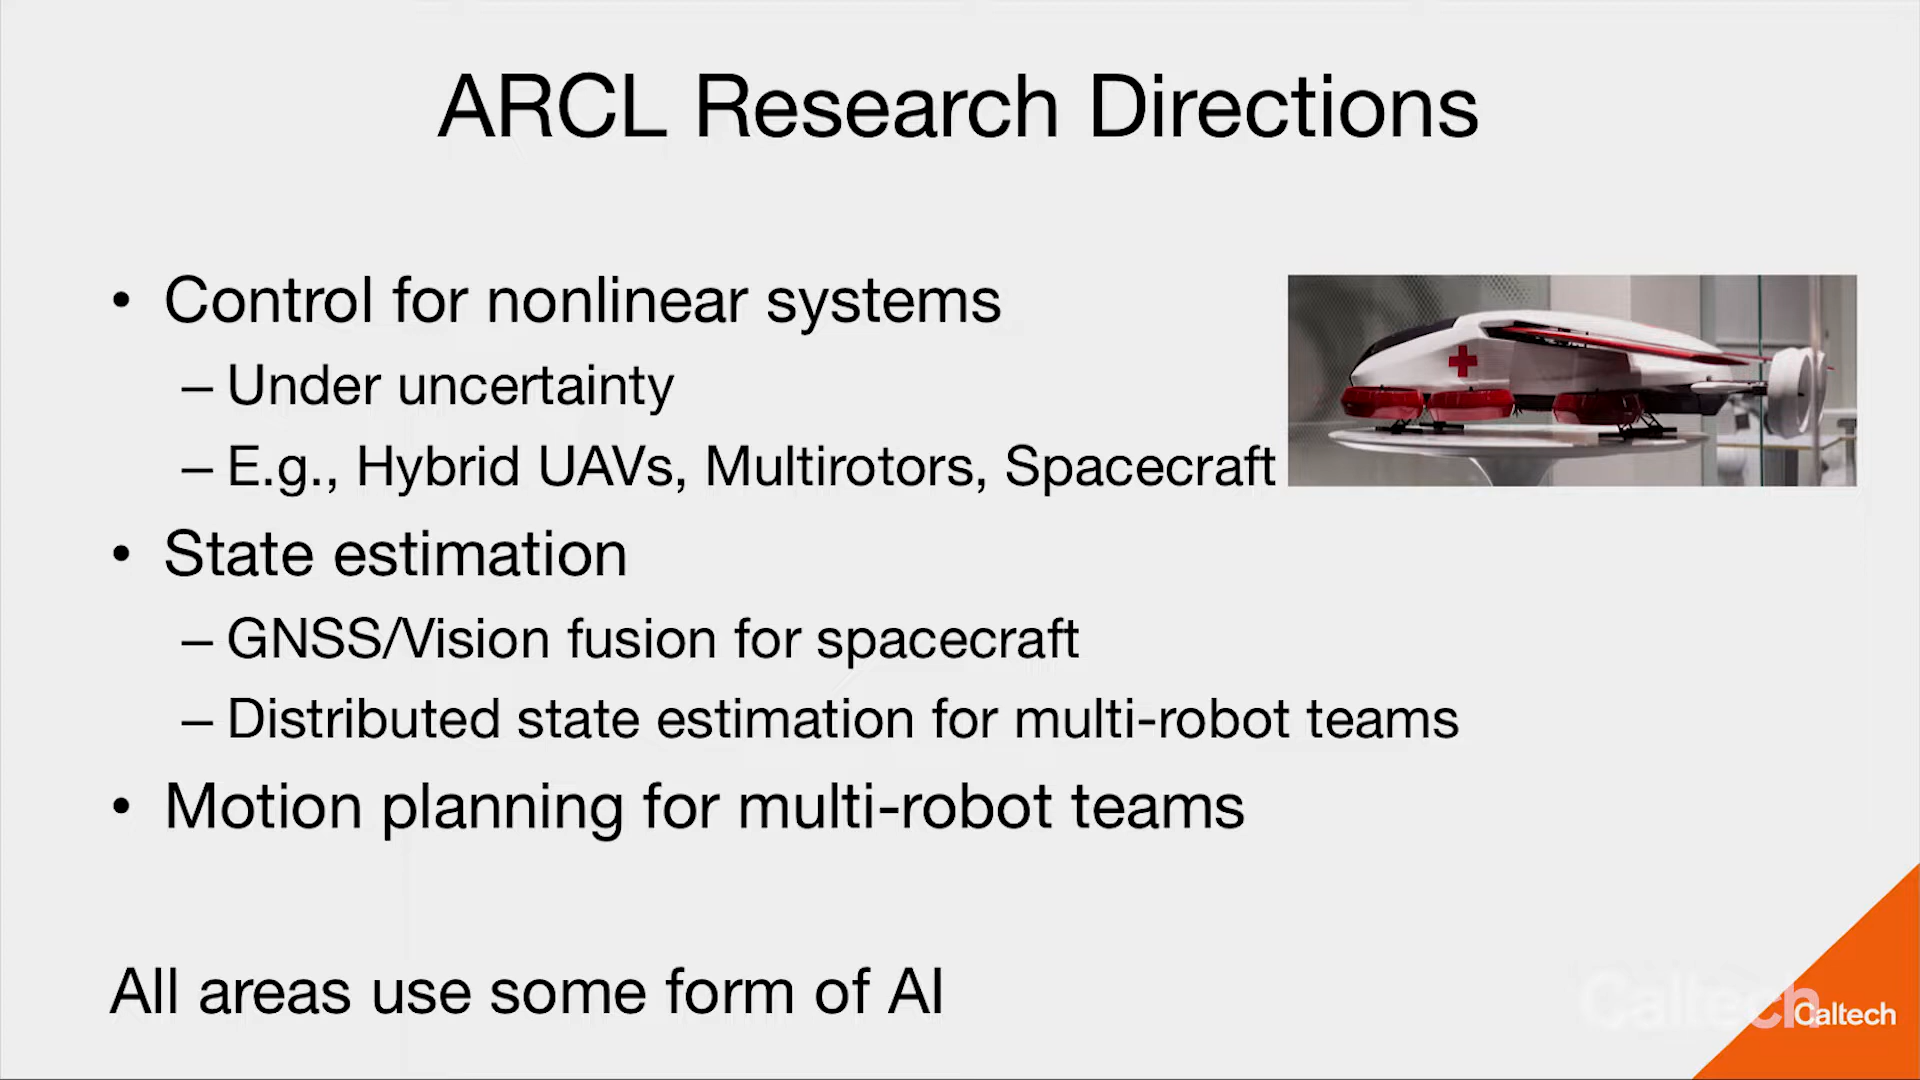 ARCL Research Directions
• Control for nonlinear systems
– Under uncertainty
– E.g., Hybrid UAVs, Multirotors, Spacecraft
• State estimation
– GNSS/Vision fusion for spacecraft
– Distributed state estimation for multi-robot teams
• Motion planning for multi-robot teams
All areas use some form of AI
Caltech
Caltech